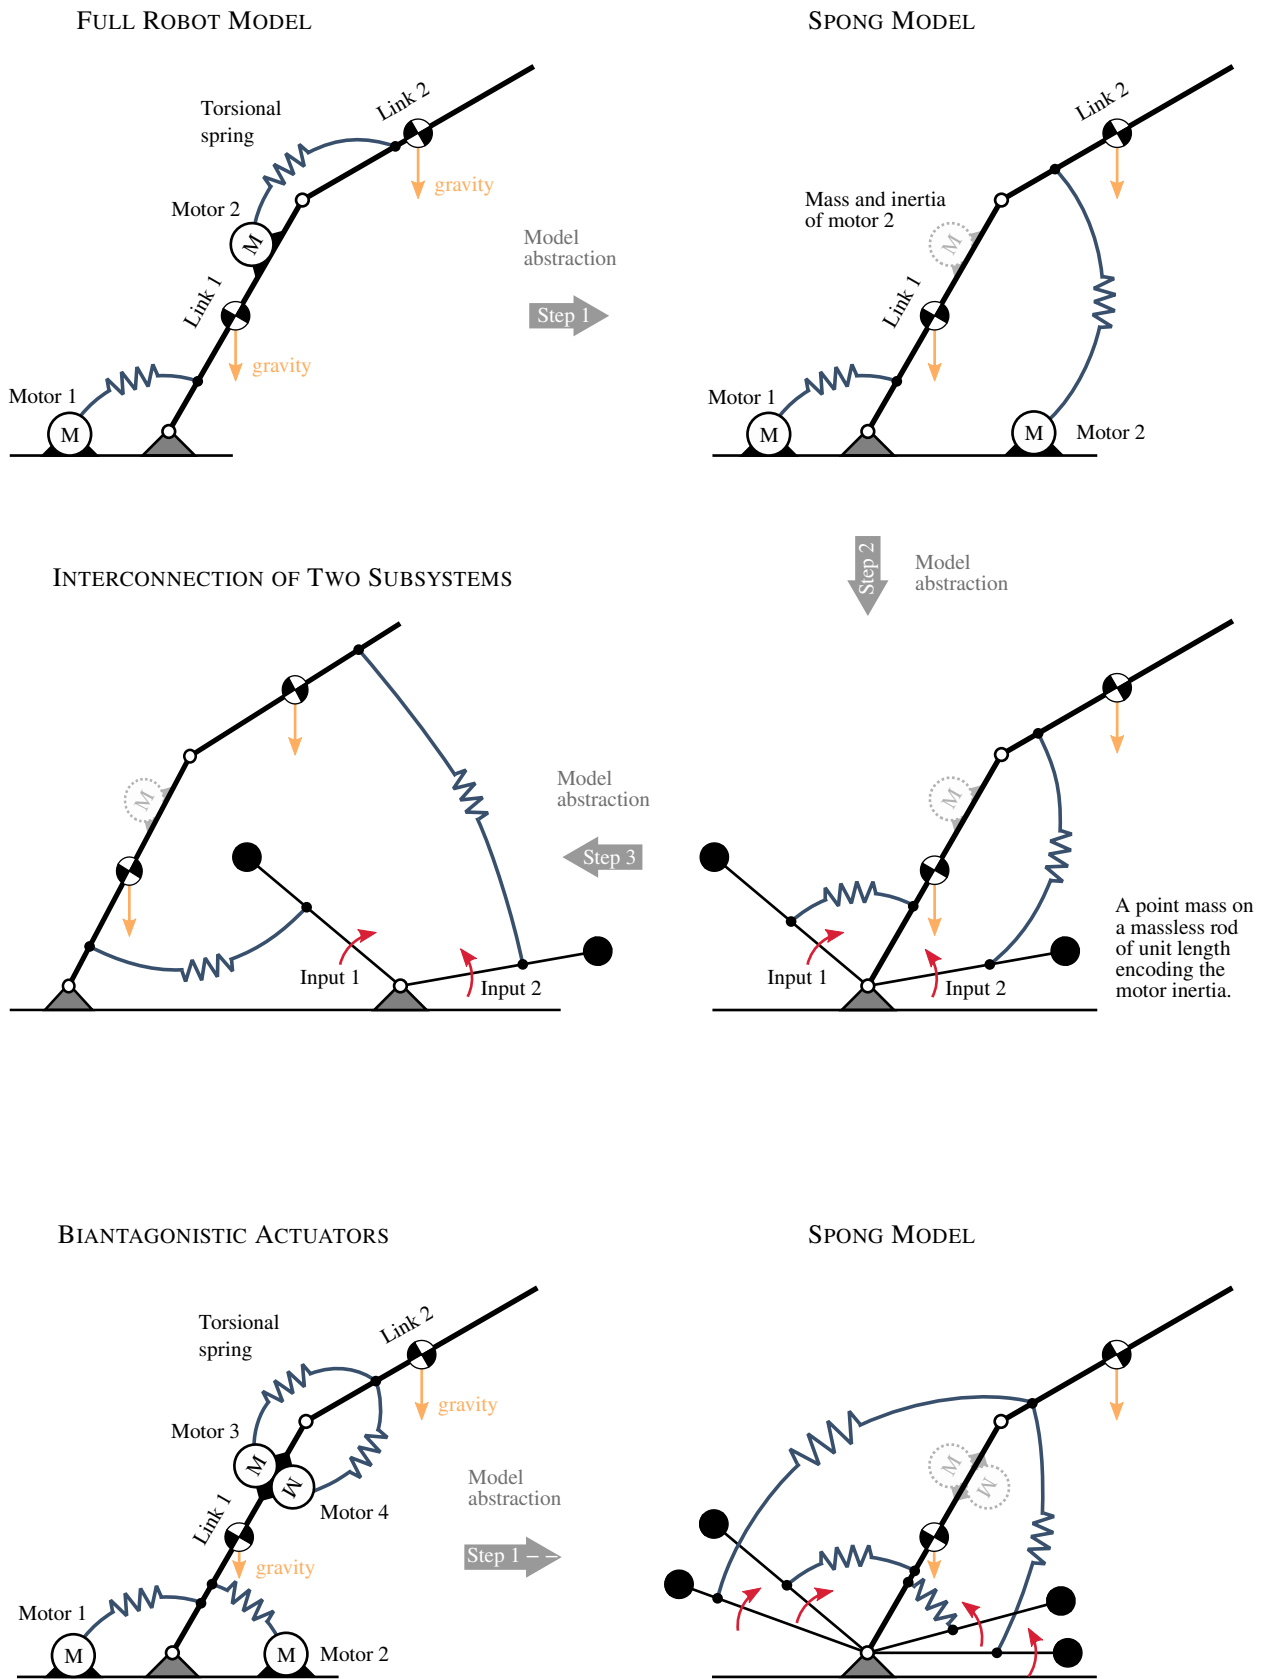 FULL ROBOT MODEL
Torsional
spring
Link 2
gravity
Motor 2
M
Link 1
gravity
Motor 1
M
Model
abstraction
Step 1
SPONG MODEL
Link 2
Mass and inertia
of motor 2
M
Link 1
Motor 1
M
M
Motor 2
Step 2
Model
abstraction
M
Input 1
Input 2
A point mass on
a massless rod
of unit length
encoding the
motor inertia.
Model
abstraction
Step 3
INTERCONNECTION OF TWO SUBSYSTEMS
M
Input 1
Input 2
BIANTAGONISTIC ACTUATORS
Torsional
spring
Link 2
gravity
Motor 3
M
M
Motor 4
Link 1
gravity
Motor 1
M
M
Motor 2
Model
abstraction
Step 1 – –
SPONG MODEL
M
M